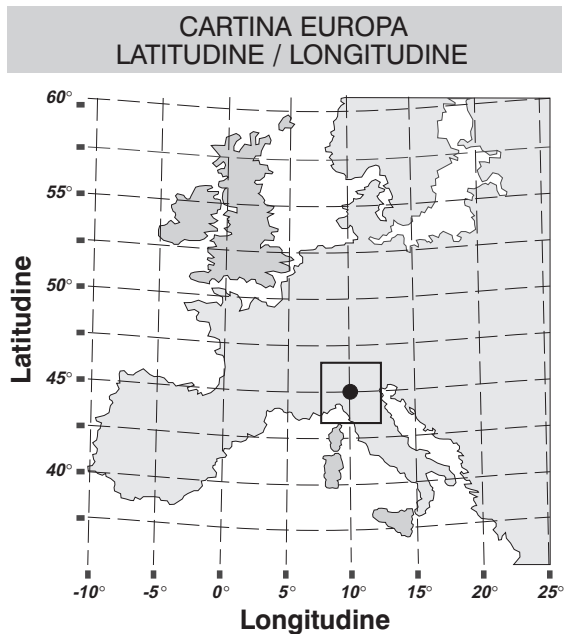 CARTINA EUROPA
LATITUDINE / LONGITUDINE
60°
55°
50°
45°
40°
Latitudine
-10° -5° 0° 5° 10° 15° 20° 25°
Longitudine